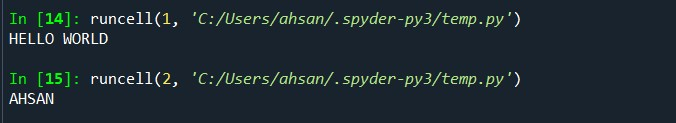 In [14]: runcell(1, 'C:/Users/ahsan/.spyder-py3/temp.py')
HELLO WORLD
In [15]: runcell(2, 'C:/Users/ahsan/.spyder-py3/temp.py')
AHSAN